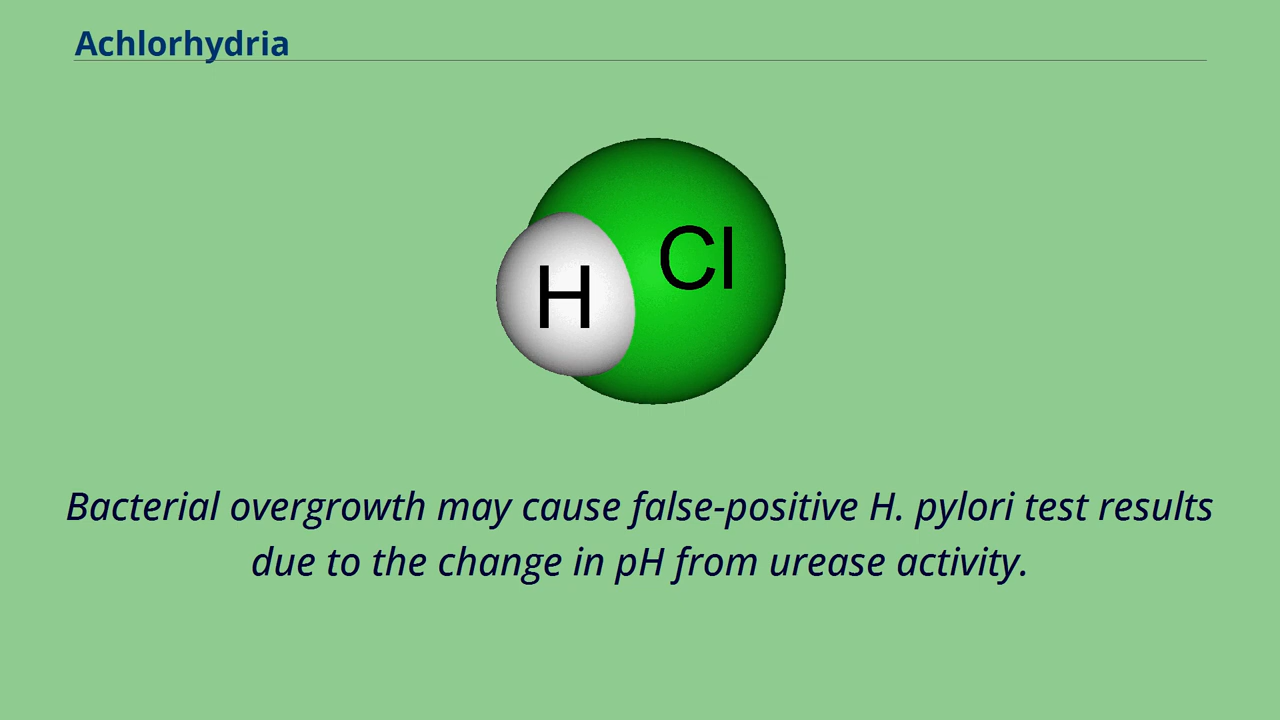 Achlorhydria
H
Cl
Bacterial overgrowth may cause false-positive H. pylori test results
due to the change in pH from urease activity.